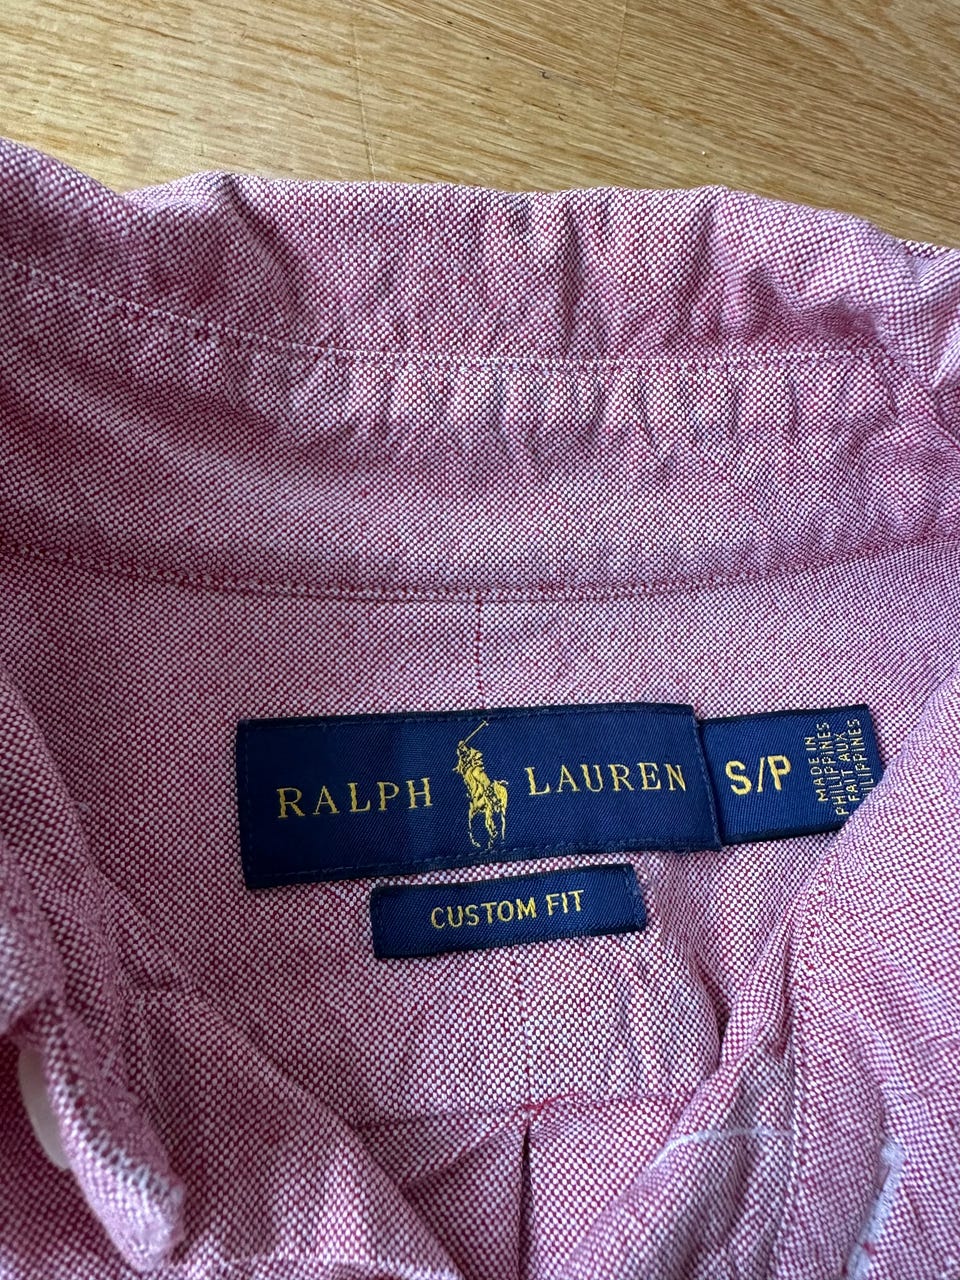 RALPH LAUREN
S/P
MADE IN
PHILIPPINES
FAIT AUX
PHILIPPINES
CUSTOM FIT